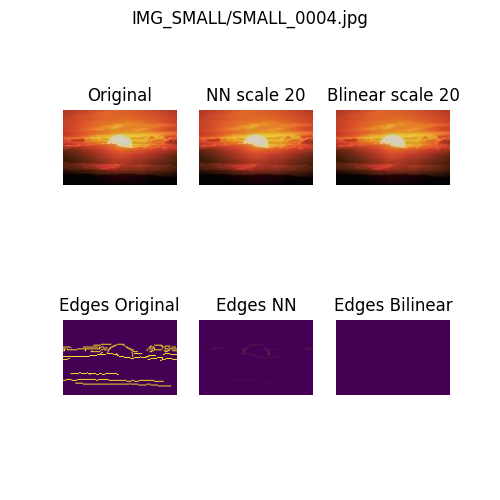 IMG_SMALL/SMALL_0004.jpg
Original
NN scale 20
Blinear scale 20
Edges Original
Edges NN
Edges Bilinear